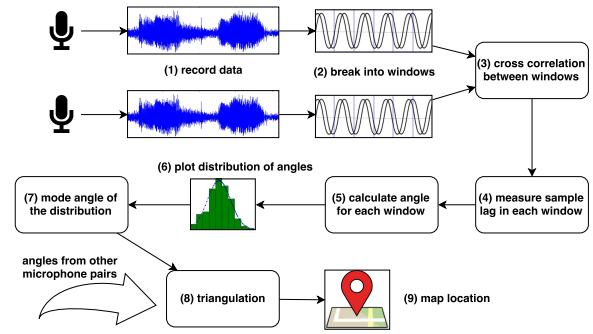 (1) record data
(2) break into windows
(3) cross correlation
between windows
(6) plot distribution of angles
(7) mode angle of
the distribution
(5) calculate angle
for each window
(4) measure sample
lag in each window
angles from other
microphone pairs
(8) triangulation
(9) map location